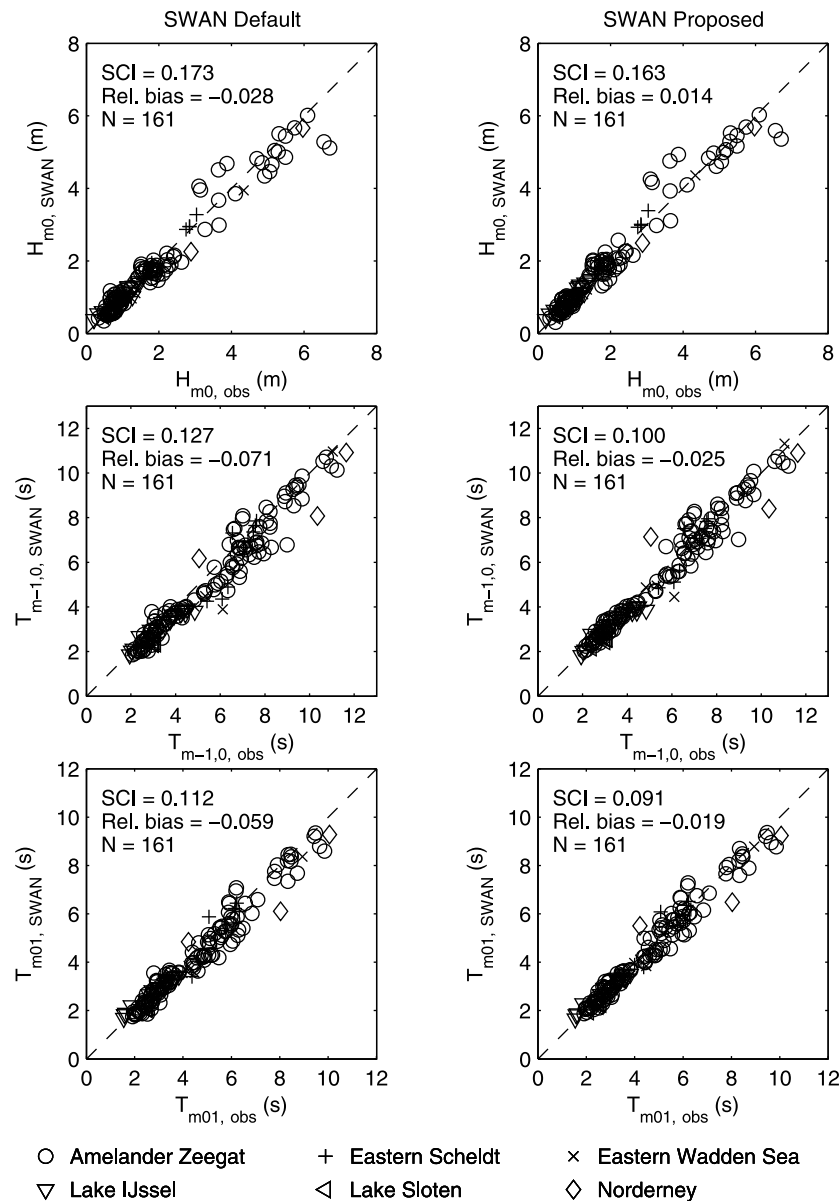 SWAN Default
SWAN Proposed
SCI = 0.173
Rel. bias = −0.028
N = 161
H_m0, SWAN (m)
8
6
4
2
0
0 2 4 6 8
H_m0, obs (m)
SCI = 0.163
Rel. bias = 0.014
N = 161
H_m0, SWAN (m)
8
6
4
2
0
0 2 4 6 8
H_m0, obs (m)
SCI = 0.127
Rel. bias = −0.071
N = 161
T_m−1,0, SWAN (s)
12
10
8
6
4
2
0
0 2 4 6 8 10 12
T_m−1,0, obs (s)
SCI = 0.100
Rel. bias = −0.025
N = 161
T_m−1,0, SWAN (s)
12
10
8
6
4
2
0
0 2 4 6 8 10 12
T_m−1,0, obs (s)
SCI = 0.112
Rel. bias = −0.059
N = 161
T_m01, SWAN (s)
12
10
8
6
4
2
0
0 2 4 6 8 10 12
T_m01, obs (s)
SCI = 0.091
Rel. bias = −0.019
N = 161
T_m01, SWAN (s)
12
10
8
6
4
2
0
0 2 4 6 8 10 12
T_m01, obs (s)
Amelander Zeegat
Eastern Scheldt
Eastern Wadden Sea
Lake IJssel
Lake Sloten
Norderney